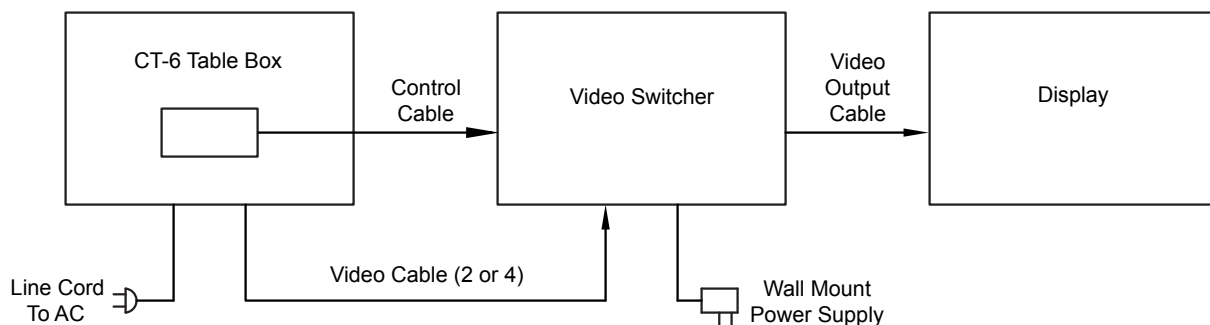 CT-6 Table Box
Control
Cable
Video Switcher
Video
Output
Cable
Display
Line Cord
To AC
Video Cable (2 or 4)
Wall Mount
Power Supply